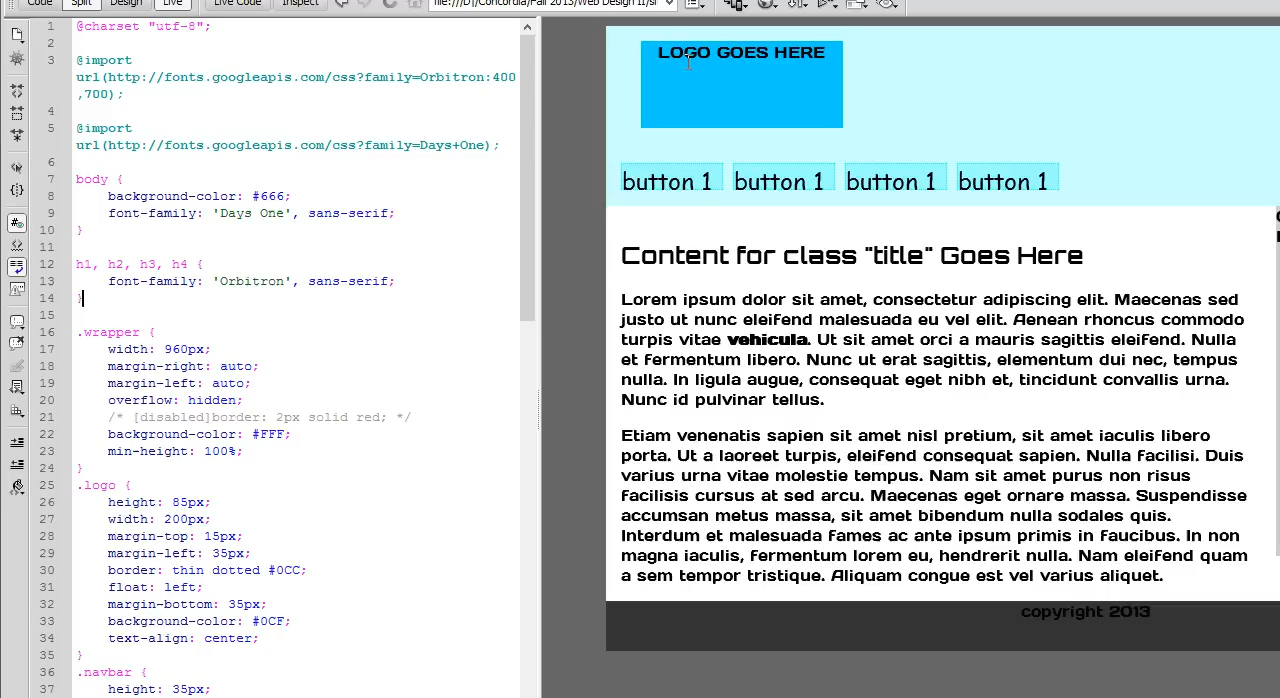 Code Split Design Live Live Code Inspect file:///D|/Concordia/Fall 2013/Web Design II/si
1 @charset "utf-8";
2
3 @import
url(http://fonts.googleapis.com/css?family=Orbitron:400
,700);
4
5 @import
url(http://fonts.googleapis.com/css?family=Days+One);
6
7 body {
8 background-color: #666;
9 font-family: 'Days One', sans-serif;
10 }
11
12 h1, h2, h3, h4 {
13 font-family: 'Orbitron', sans-serif;
14 }
15
16 .wrapper {
17 width: 960px;
18 margin-right: auto;
19 margin-left: auto;
20 overflow: hidden;
21 /* [disabled]border: 2px solid red; */
22 background-color: #FFF;
23 min-height: 100%;
24 }
25 .logo {
26 height: 85px;
27 width: 200px;
28 margin-top: 15px;
29 margin-left: 35px;
30 border: thin dotted #0CC;
31 float: left;
32 margin-bottom: 35px;
33 background-color: #0CF;
34 text-align: center;
35 }
36 .navbar {
37 height: 35px;
LOGO GOES HERE
button 1 button 1 button 1 button 1
Content for class "title" Goes Here
Lorem ipsum dolor sit amet, consectetur adipiscing elit. Maecenas sed
justo ut nunc eleifend malesuada eu vel elit. Aenean rhoncus commodo
turpis vitae vehicula. Ut sit amet orci a mauris sagittis eleifend. Nulla
et fermentum libero. Nunc ut erat sagittis, elementum dui nec, tempus
nulla. In ligula augue, consequat eget nibh et, tincidunt convallis urna.
Nunc id pulvinar tellus.
Etiam venenatis sapien sit amet nisl pretium, sit amet iaculis libero
porta. Ut a laoreet turpis, eleifend consequat sapien. Nulla facilisi. Duis
varius urna vitae molestie tempus. Nam sit amet purus non risus
facilisis cursus at sed arcu. Maecenas eget ornare massa. Suspendisse
accumsan metus massa, sit amet bibendum nulla sodales quis.
Interdum et malesuada fames ac ante ipsum primis in faucibus. In non
magna iaculis, fermentum lorem eu, hendrerit nulla. Nam eleifend quam
a sem tempor tristique. Aliquam congue est vel varius aliquet.
copyright 2013